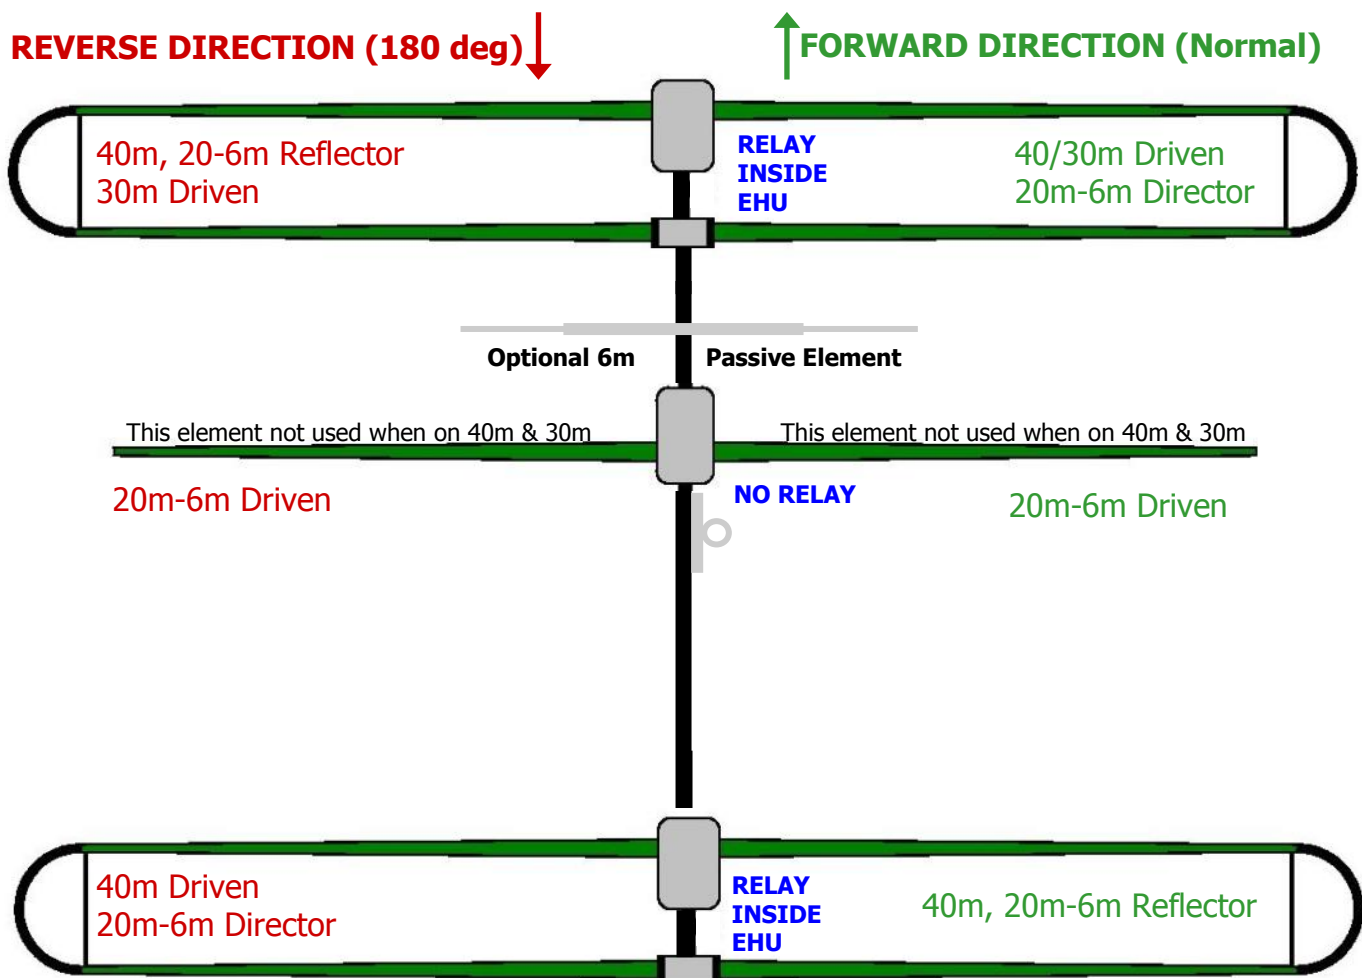 REVERSE DIRECTION (180 deg)
FORWARD DIRECTION (Normal)
40m, 20-6m Reflector
30m Driven
RELAY
INSIDE
EHU
40/30m Driven
20m-6m Director
Optional 6m
Passive Element
This element not used when on 40m & 30m
This element not used when on 40m & 30m
20m-6m Driven
NO RELAY
20m-6m Driven
40m Driven
20m-6m Director
RELAY
INSIDE
EHU
40m, 20m-6m Reflector